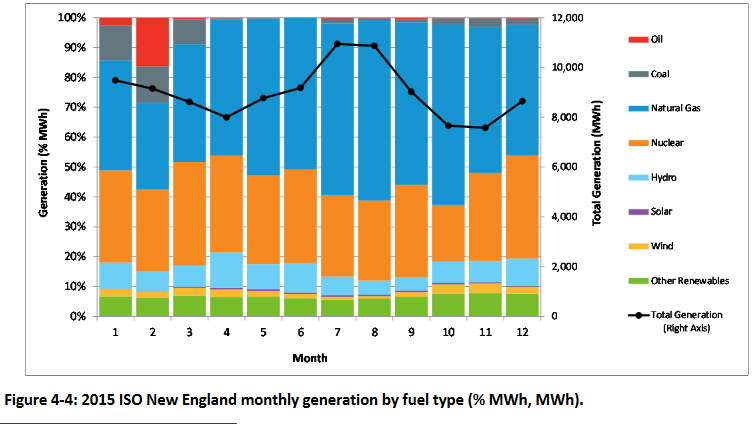 100%
90%
80%
70%
60%
50%
40%
30%
20%
10%
0%
Generation (% MWh)
12,000
10,000
8,000
6,000
4,000
2,000
0
Total Generation (MWh)
1 2 3 4 5 6 7 8 9 10 11 12
Month
Oil
Coal
Natural Gas
Nuclear
Hydro
Solar
Wind
Other Renewables
Total Generation
(Right Axis)
Figure 4-4: 2015 ISO New England monthly generation by fuel type (% MWh, MWh).